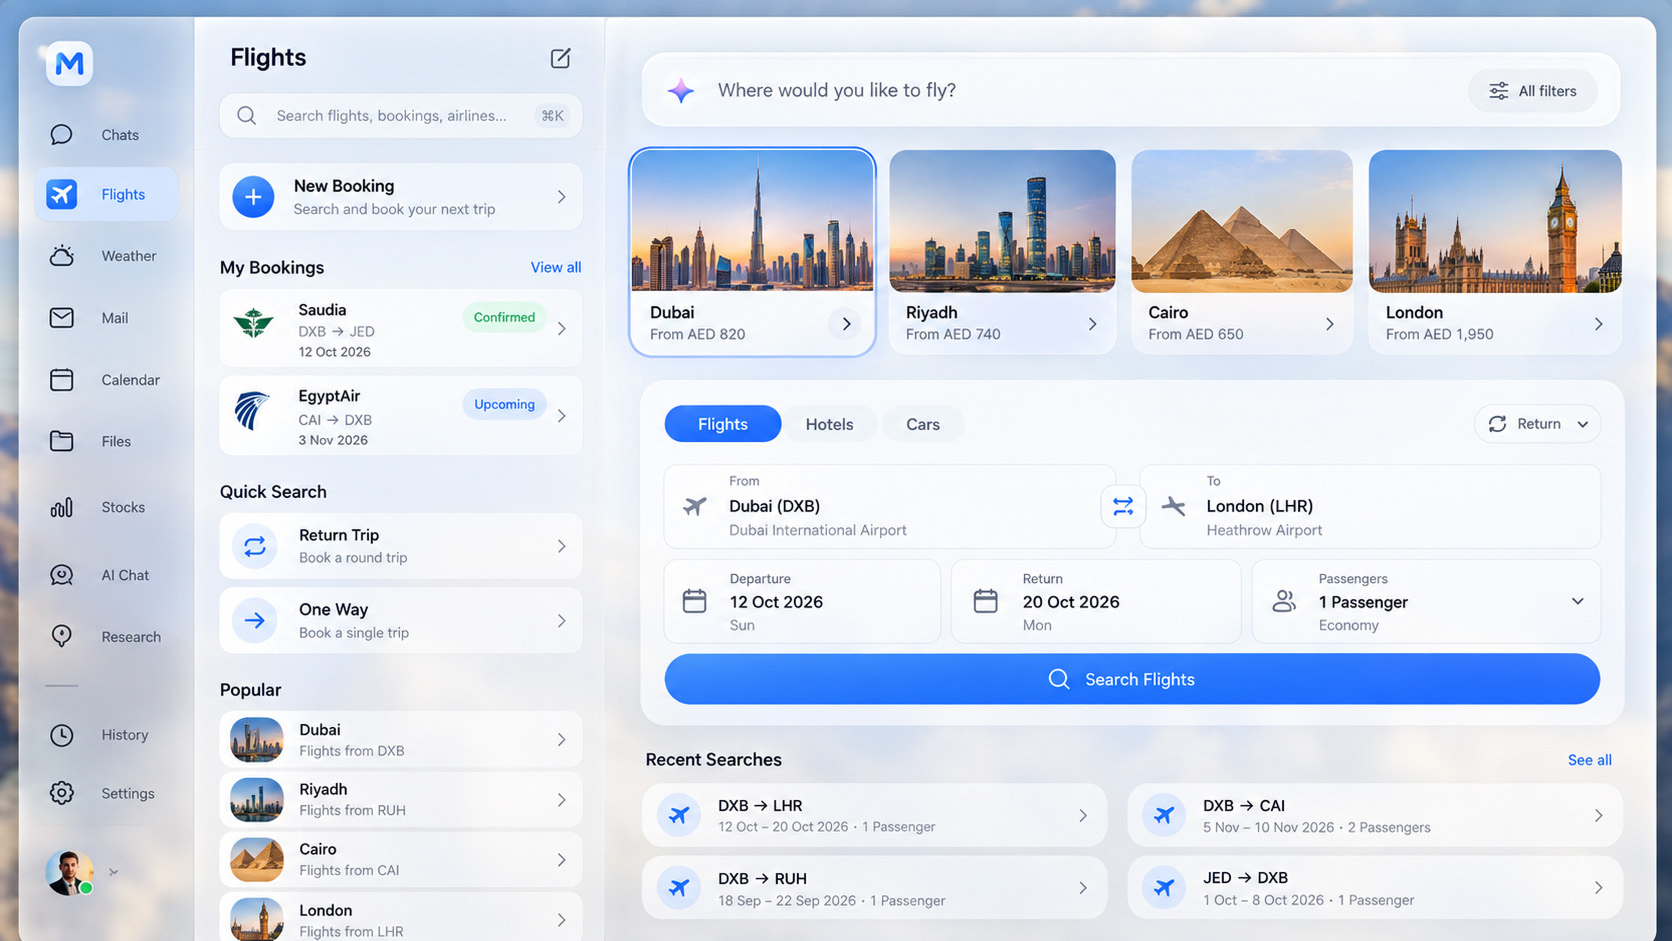 M
Chats
Flights
Weather
Mail
Calendar
Files
Stocks
AI Chat
Research
History
Settings
Flights
Search flights, bookings, airlines...
⌘K
New Booking
Search and book your next trip
My Bookings
View all
Saudia
Confirmed
DXB → JED
12 Oct 2026
EgyptAir
Upcoming
CAI → DXB
3 Nov 2026
Quick Search
Return Trip
Book a round trip
One Way
Book a single trip
Popular
Dubai
Flights from DXB
Riyadh
Flights from RUH
Cairo
Flights from CAI
London
Flights from LHR
Where would you like to fly?
All filters
Dubai
From AED 820
Riyadh
From AED 740
Cairo
From AED 650
London
From AED 1,950
Flights
Hotels
Cars
Return
From
Dubai (DXB)
Dubai International Airport
To
London (LHR)
Heathrow Airport
Departure
12 Oct 2026
Sun
Return
20 Oct 2026
Mon
Passengers
1 Passenger
Economy
Search Flights
Recent Searches
See all
DXB → LHR
12 Oct – 20 Oct 2026 · 1 Passenger
DXB → CAI
5 Nov – 10 Nov 2026 · 2 Passengers
DXB → RUH
18 Sep – 22 Sep 2026 · 1 Passenger
JED → DXB
1 Oct – 8 Oct 2026 · 1 Passenger